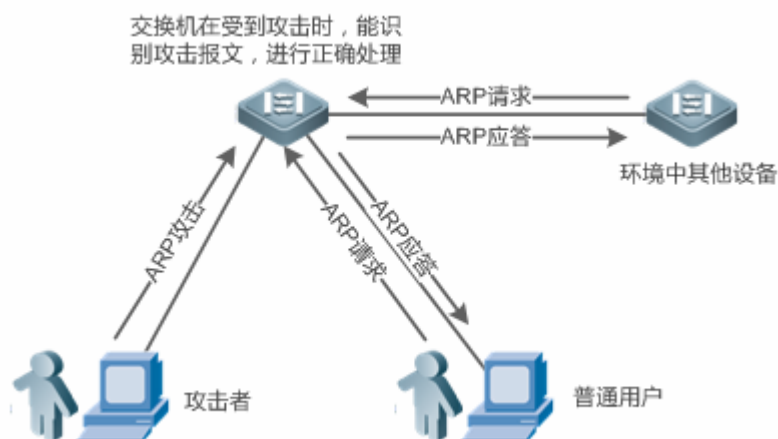 交换机在受到攻击时，能识
别攻击报文，进行正确处理
ARP请求
ARP应答
环境中其他设备
ARP攻击
ARP请求
ARP应答
攻击者
普通用户